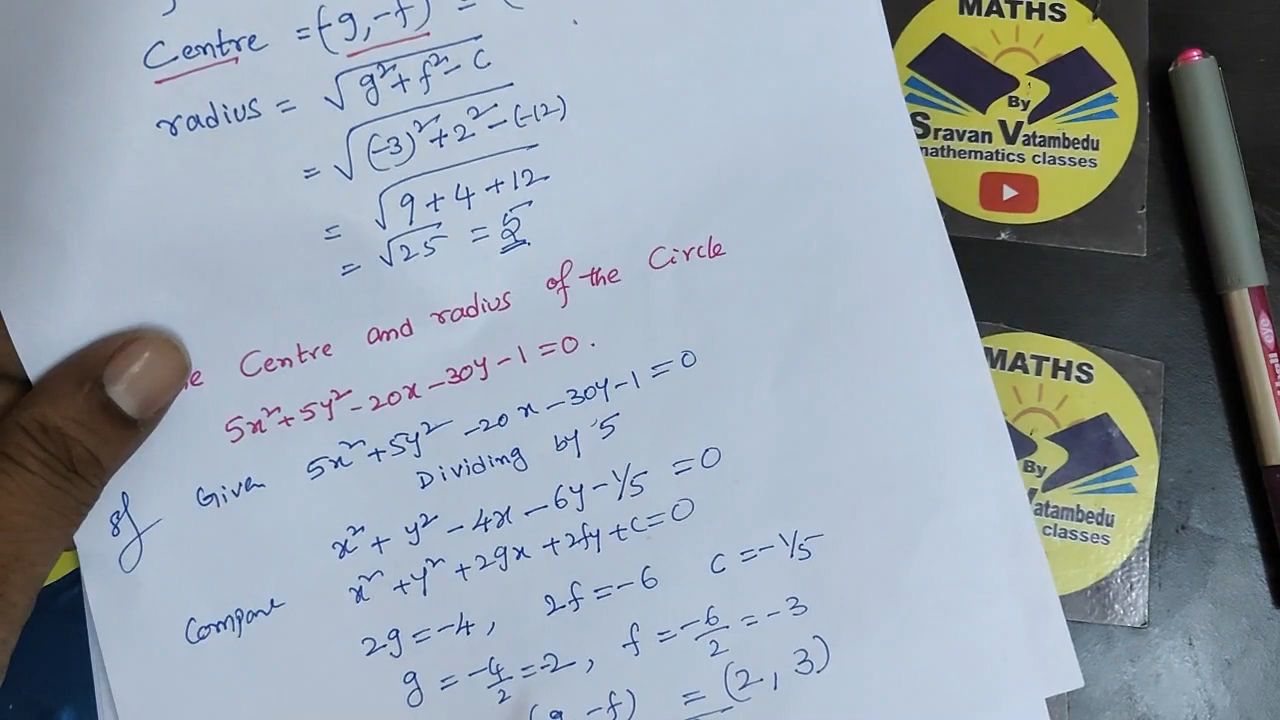 Centre = (-g, -f) = (
radius = √(g² + f² - c)
= √((-3)² + 2² - (-12))
= √(9 + 4 + 12)
= √25 = 5
Centre and radius of the Circle
5x² + 5y² - 20x - 30y - 1 = 0.
Given 5x² + 5y² - 20x - 30y - 1 = 0
Dividing by 5
x² + y² - 4x - 6y - 1/5 = 0
Compare x² + y² + 2gx + 2fy + c = 0
2g = -4, 2f = -6 c = -1/5
g = -4/2 = -2, f = -6/2 = -3
-f) = (2, 3)
MATHS
By
Sravan Vatambedu
mathematics classes
MATHS
By
Vatambedu
classes